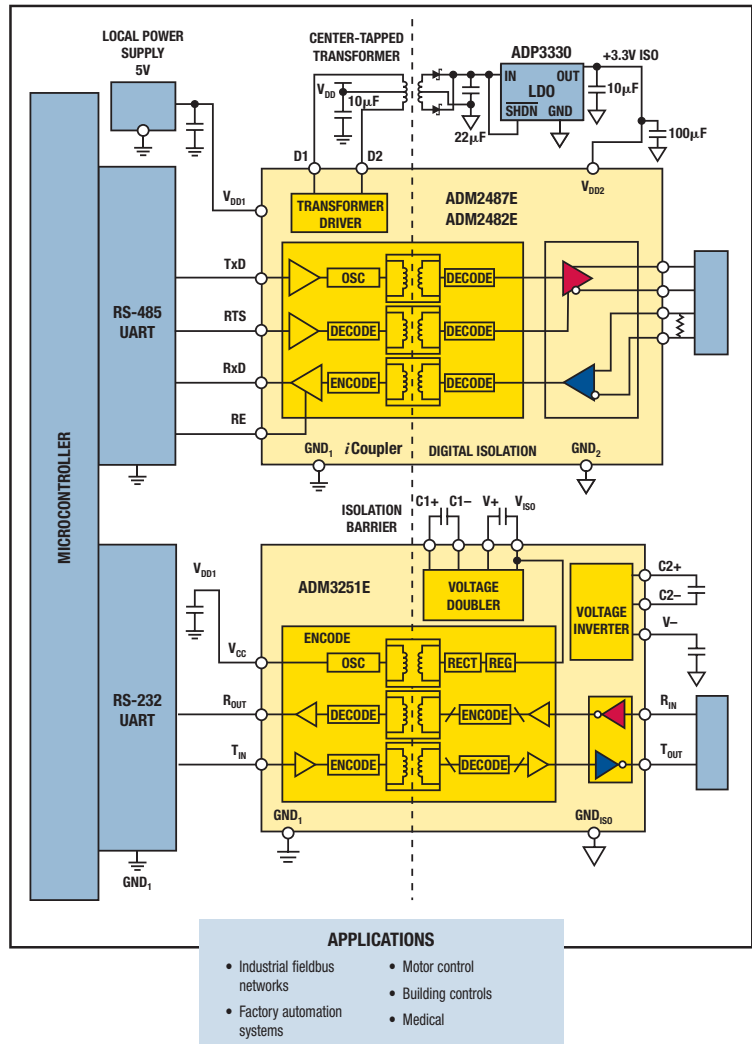 LOCAL POWER
SUPPLY
5V
CENTER-TAPPED
TRANSFORMER
ADP3330
+3.3V ISO
IN
OUT
LDO
SHDN
GND
VDD
10µF
22µF
10µF
100µF
D1
D2
VDD2
VDD1
TRANSFORMER
DRIVER
ADM2487E
ADM2482E
MICROCONTROLLER
RS-485
UART
TxD
OSC
DECODE
RTS
DECODE
DECODE
RxD
ENCODE
DECODE
RE
GND1
iCoupler
DIGITAL ISOLATION
GND2
ISOLATION
BARRIER
C1+
C1–
V+
VISO
ADM3251E
VOLTAGE
DOUBLER
VOLTAGE
INVERTER
C2+
C2–
V–
RS-232
UART
VDD1
ENCODE
VCC
OSC
RECT
REG
ROUT
DECODE
ENCODE
RIN
TIN
ENCODE
DECODE
TOUT
GND1
GNDISO
GND1
APPLICATIONS
• Industrial fieldbus
networks
• Factory automation
systems
• Motor control
• Building controls
• Medical